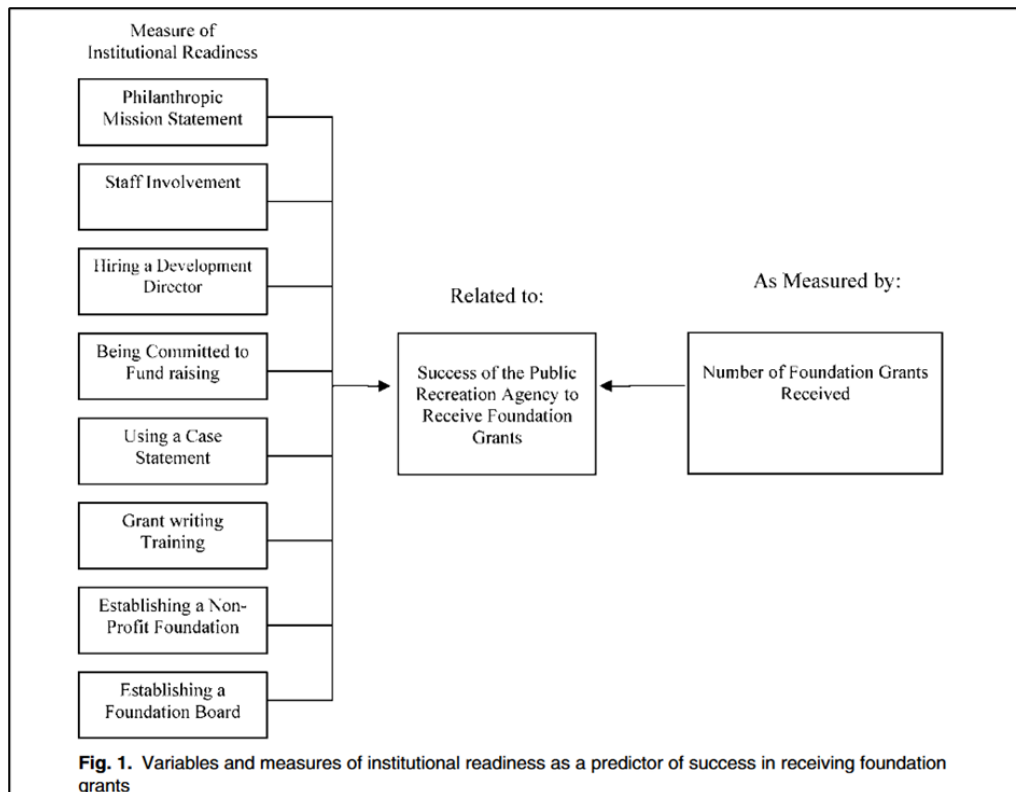 Measure of
Institutional Readiness
Philanthropic
Mission Statement
Staff Involvement
Hiring a Development
Director
Being Committed to
Fund raising
Using a Case
Statement
Grant writing
Training
Establishing a Non-
Profit Foundation
Establishing a
Foundation Board
Related to:
Success of the Public
Recreation Agency to
Receive Foundation
Grants
As Measured by:
Number of Foundation Grants
Received
Fig. 1. Variables and measures of institutional readiness as a predictor of success in receiving foundation
grants